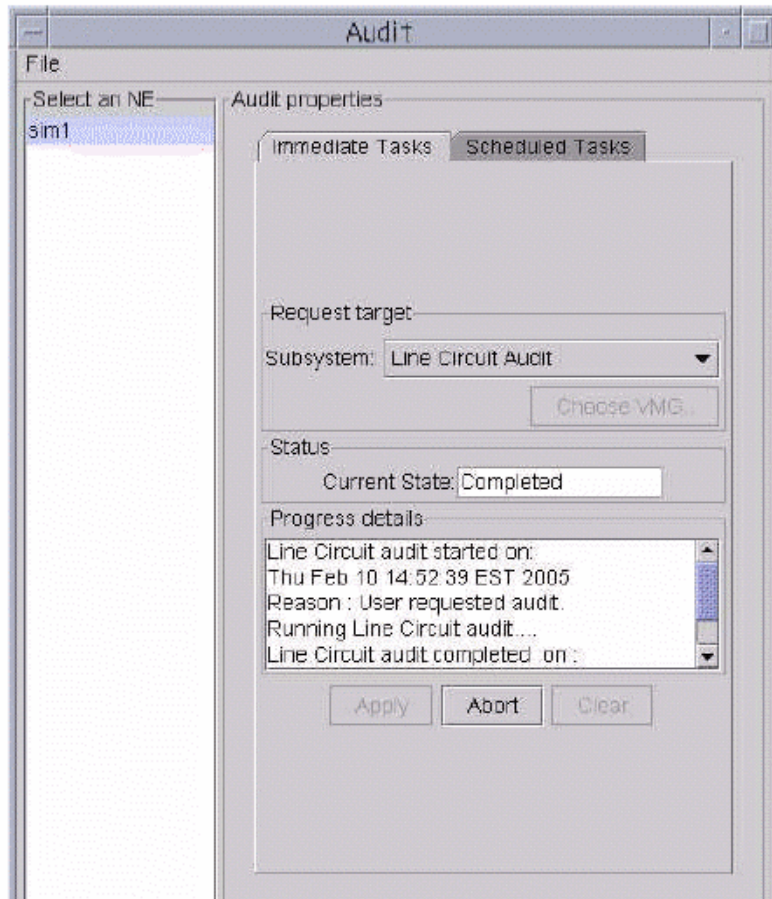 Audit
File
Select an NE
sim1
Audit properties
Immediate Tasks
Scheduled Tasks
Request target
Subsystem: Line Circuit Audit
Choose VMG..
Status
Current State: Completed
Progress details
Line Circuit audit started on:
Thu Feb 10 14:52:39 EST 2005.
Reason : User requested audit.
Running Line Circuit audit....
Line Circuit audit completed on :
Apply
Abort
Clear